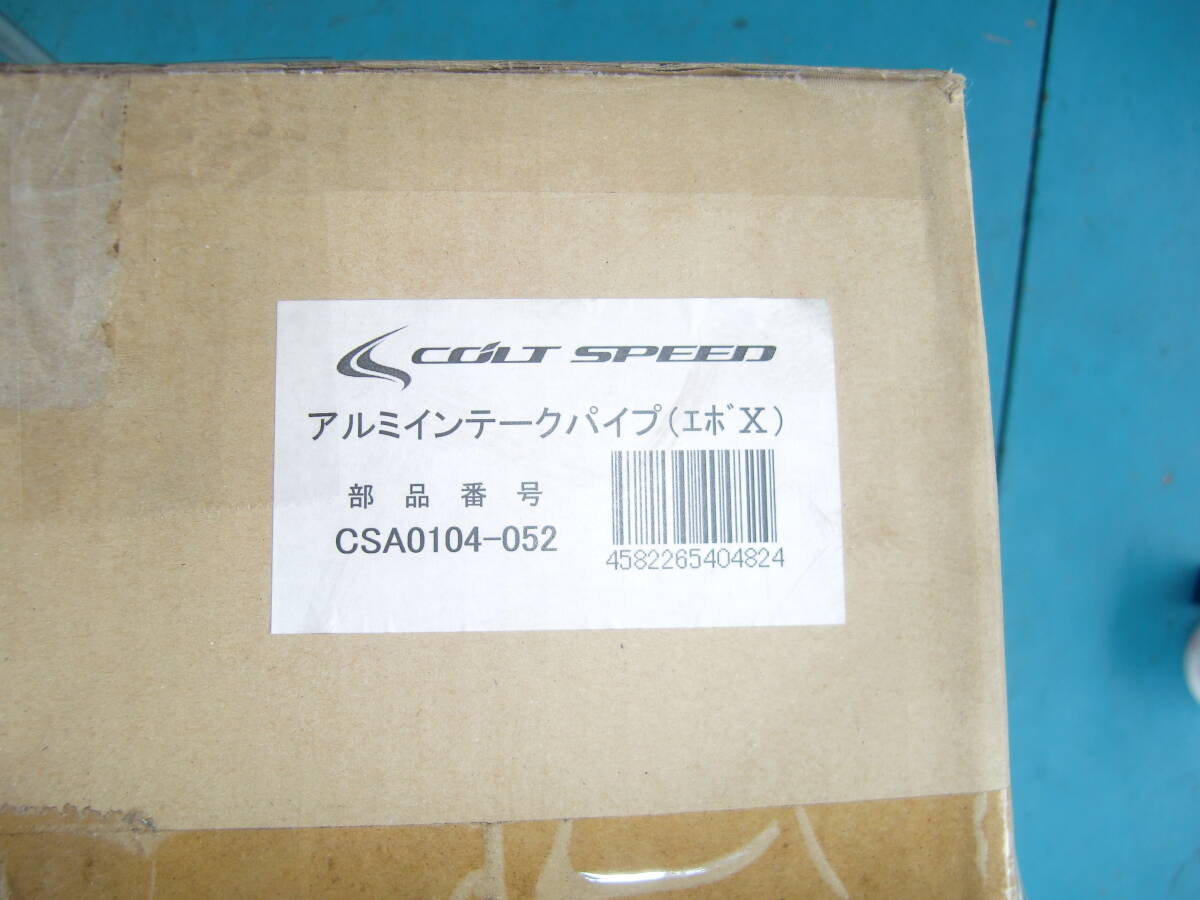 COLT SPEED
アルミインテークパイプ(エボX)
部品番号
CSA0104-052
4582265404824